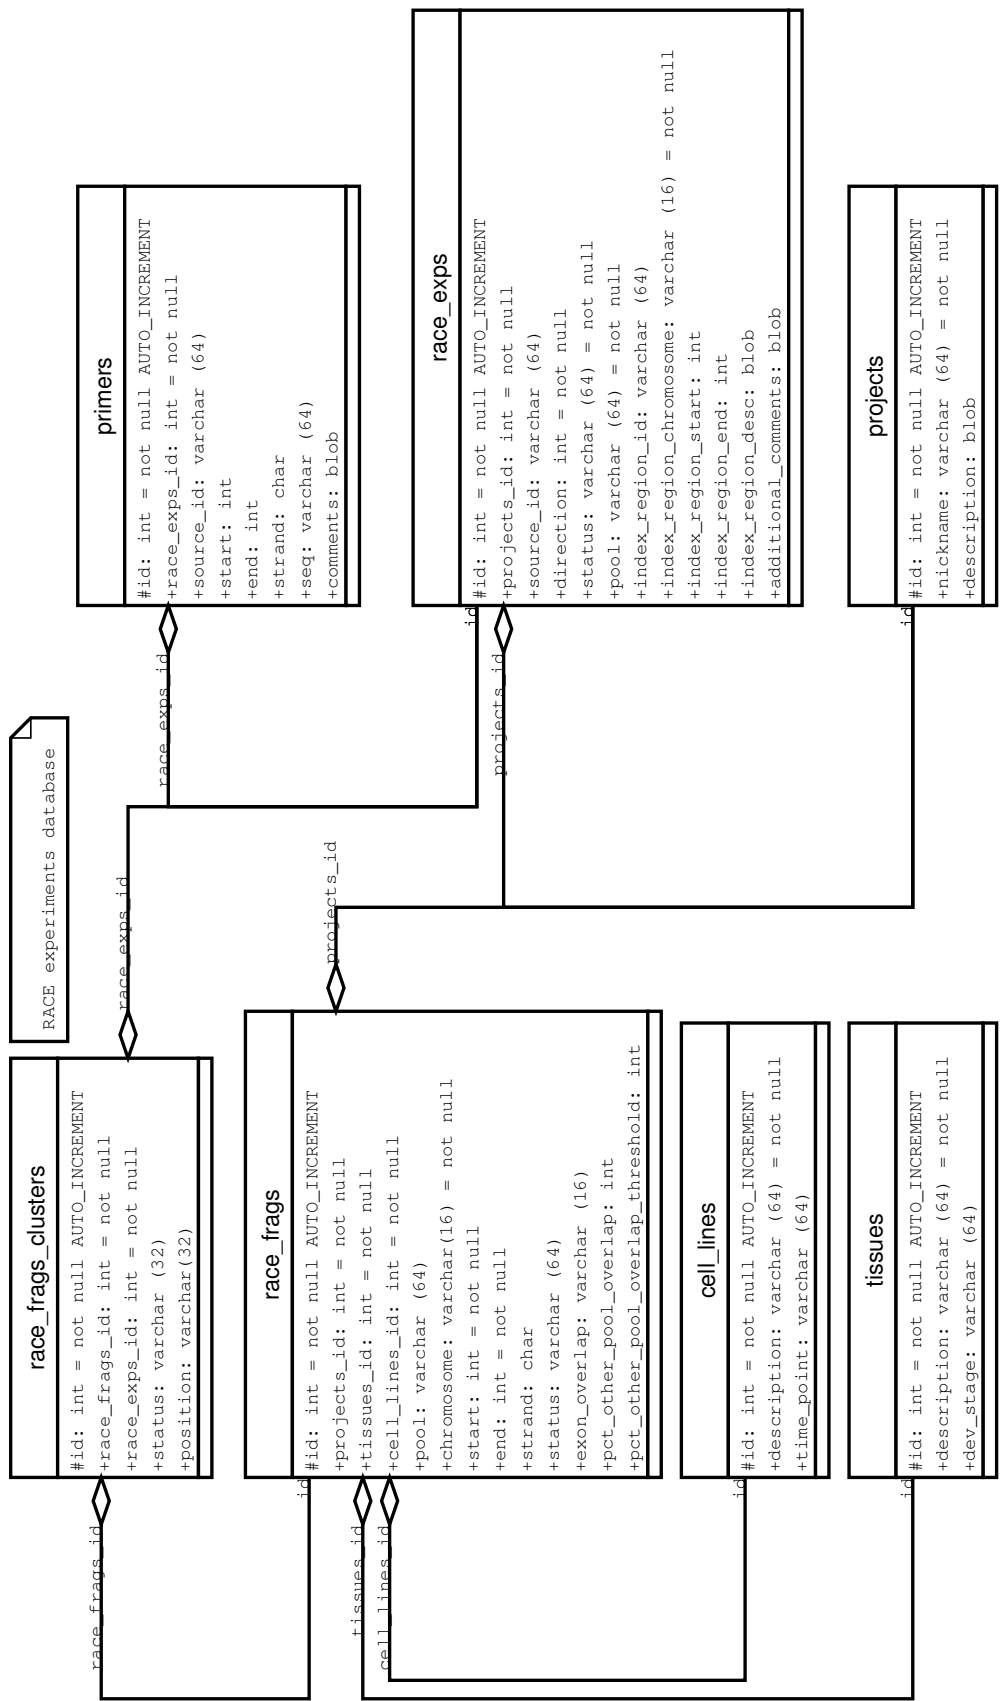 RACE experiments database
race_frags_clusters
#id: int = not null AUTO_INCREMENT
+race_frags_id: int = not null
+race_exps_id: int = not null
+status: varchar (32)
+position: varchar(32)
primers
#id: int = not null AUTO_INCREMENT
+race_exps_id: int = not null
+source_id: varchar (64)
+start: int
+end: int
+strand: char
+seq: varchar (64)
+comments: blob
race_frags
#id: int = not null AUTO_INCREMENT
+projects_id: int = not null
+tissues_id: int = not null
+cell_lines_id: int = not null
+pool: varchar (64)
+chromosome: varchar(16) = not null
+start: int = not null
+end: int = not null
+strand: char
+status: varchar (64)
+exon_overlap: varchar (16)
+pct_other_pool_overlap: int
+pct_other_pool_overlap_threshold: int
race_exps
#id: int = not null AUTO_INCREMENT
+projects_id: int = not null
+source_id: varchar (64)
+direction: int = not null
+status: varchar (64) = not null
+pool: varchar (64) = not null
+index_region_id: varchar (64)
+index_region_chromosome: varchar (16) = not null
+index_region_start: int
+index_region_end: int
+index_region_desc: blob
+additional_comments: blob
cell_lines
#id: int = not null AUTO_INCREMENT
+description: varchar (64) = not null
+time_point: varchar (64)
tissues
#id: int = not null AUTO_INCREMENT
+description: varchar (64) = not null
+dev_stage: varchar (64)
projects
#id: int = not null AUTO_INCREMENT
+nickname: varchar (64) = not null
+description: blob
race_frags_id
id
tissues_id
cell_lines_id
id
id
race_exps_id
race_exps_id
id
projects_id
projects_id
id